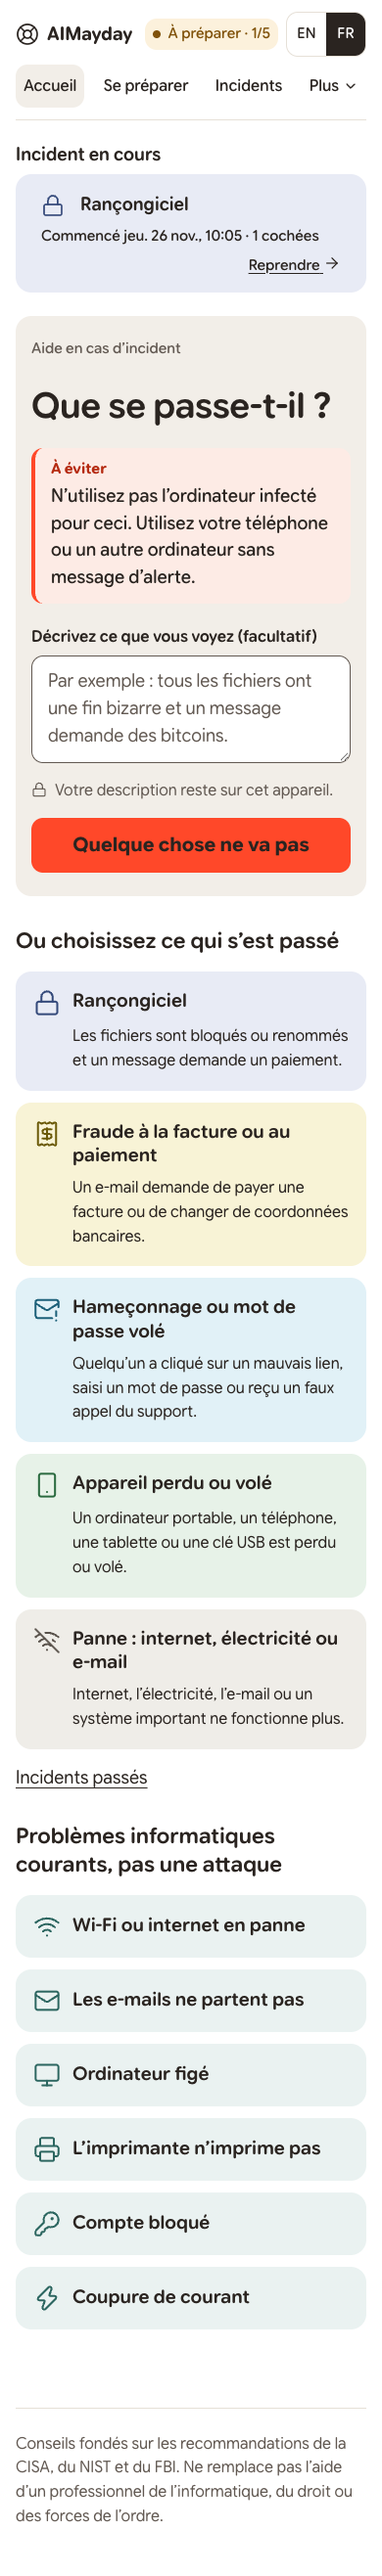 AlMayday
À préparer · 1/5
EN
FR
Accueil
Se préparer
Incidents
Plus
Incident en cours
Rançongiciel
Commencé jeu. 26 nov., 10:05 · 1 cochées
Reprendre →
Aide en cas d’incident
Que se passe-t-il ?
À éviter
N’utilisez pas l’ordinateur infecté
pour ceci. Utilisez votre téléphone
ou un autre ordinateur sans
message d’alerte.
Décrivez ce que vous voyez (facultatif)
Par exemple : tous les fichiers ont
une fin bizarre et un message
demande des bitcoins.
Votre description reste sur cet appareil.
Quelque chose ne va pas
Ou choisissez ce qui s’est passé
Rançongiciel
Les fichiers sont bloqués ou renommés
et un message demande un paiement.
Fraude à la facture ou au
paiement
Un e-mail demande de payer une
facture ou de changer de coordonnées
bancaires.
Hameçonnage ou mot de
passe volé
Quelqu’un a cliqué sur un mauvais lien,
saisi un mot de passe ou reçu un faux
appel du support.
Appareil perdu ou volé
Un ordinateur portable, un téléphone,
une tablette ou une clé USB est perdu
ou volé.
Panne : internet, électricité ou
e-mail
Internet, l’électricité, l’e-mail ou un
système important ne fonctionne plus.
Incidents passés
Problèmes informatiques
courants, pas une attaque
Wi-Fi ou internet en panne
Les e-mails ne partent pas
Ordinateur figé
L’imprimante n’imprime pas
Compte bloqué
Coupure de courant
Conseils fondés sur les recommandations de la
CISA, du NIST et du FBI. Ne remplace pas l’aide
d’un professionnel de l’informatique, du droit ou
des forces de l’ordre.